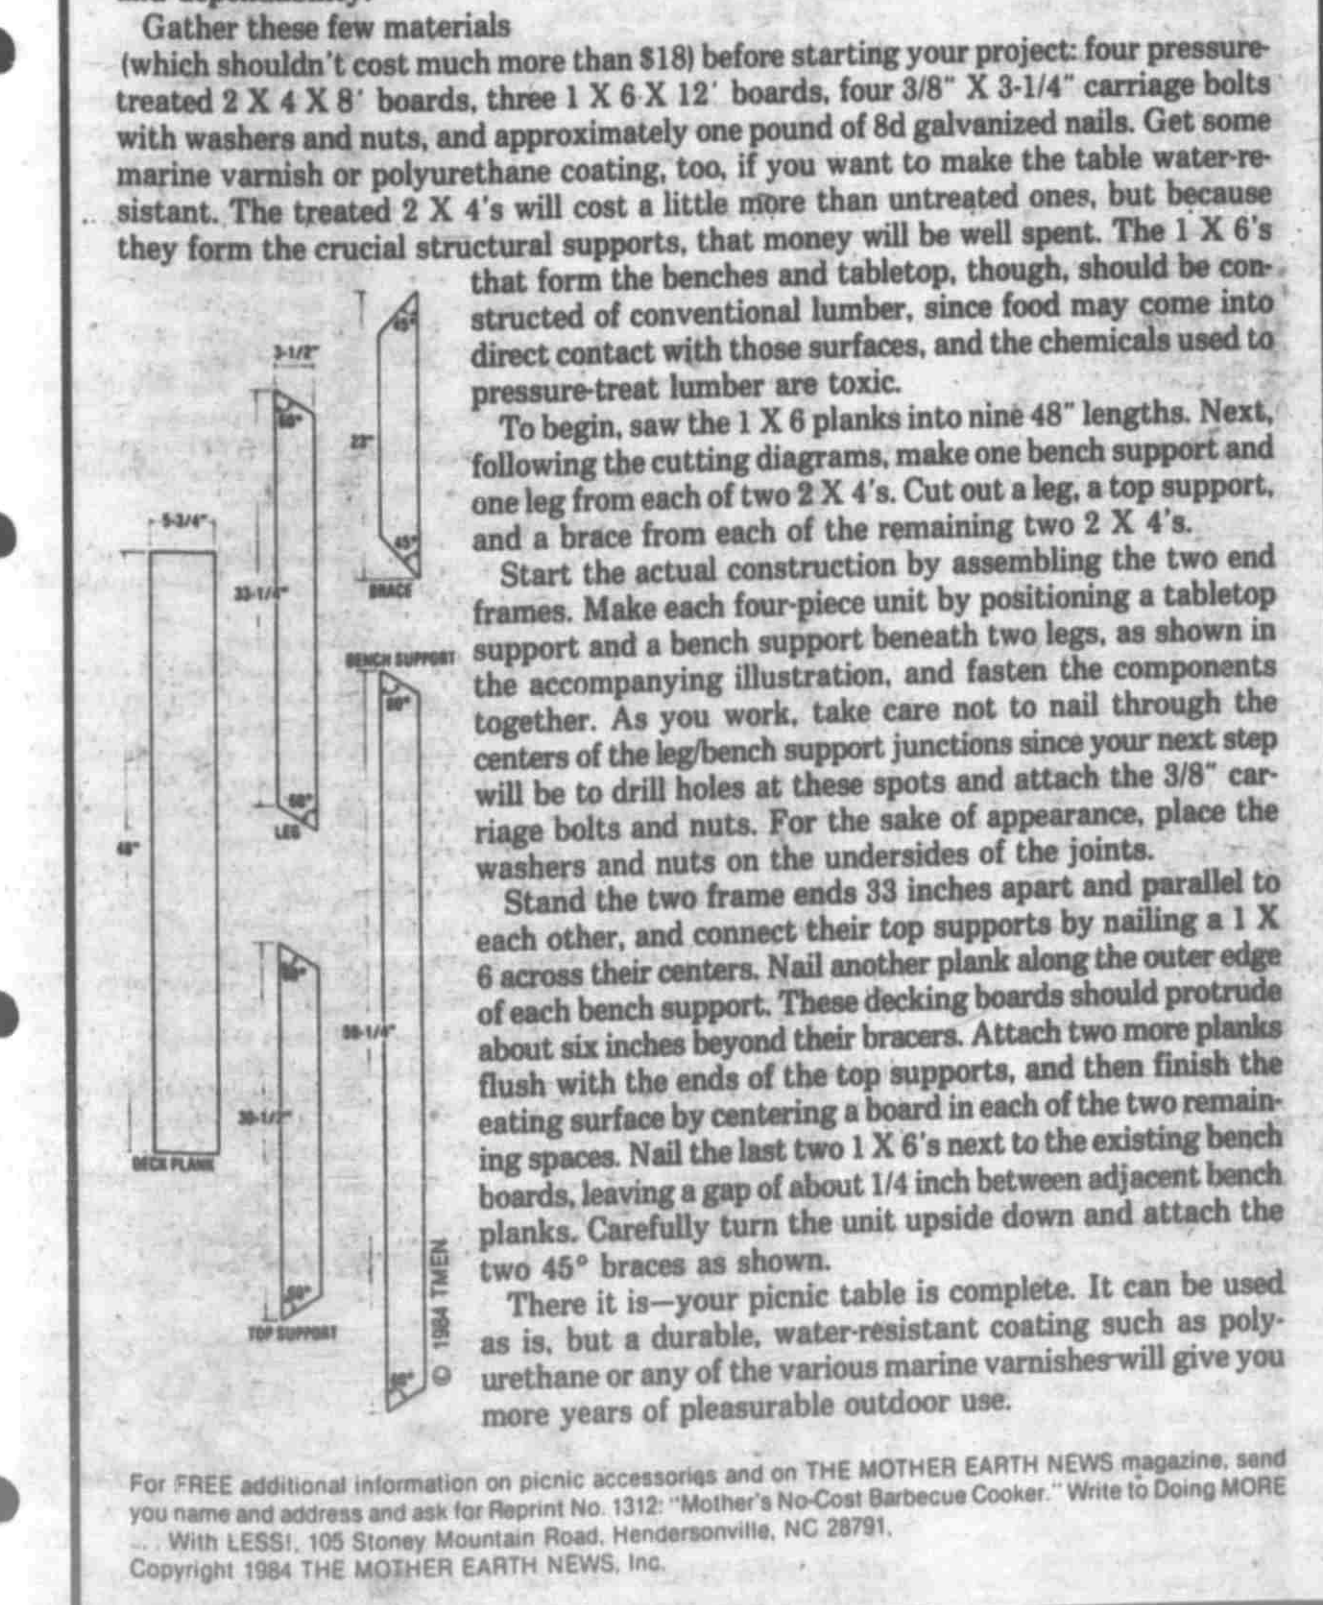 Gather these few materials
(which shouldn't cost much more than $18) before starting your project: four pressure-
treated 2 X 4 X 8' boards, three 1 X 6 X 12' boards, four 3/8" X 3-1/4" carriage bolts
with washers and nuts, and approximately one pound of 8d galvanized nails. Get some
marine varnish or polyurethane coating, too, if you want to make the table water-re-
sistant. The treated 2 X 4's will cost a little more than untreated ones, but because
they form the crucial structural supports, that money will be well spent. The 1 X 6's
that form the benches and tabletop, though, should be con-
structed of conventional lumber, since food may come into
direct contact with those surfaces, and the chemicals used to
pressure-treat lumber are toxic.
To begin, saw the 1 X 6 planks into nine 48" lengths. Next,
following the cutting diagrams, make one bench support and
one leg from each of two 2 X 4's. Cut out a leg, a top support,
and a brace from each of the remaining two 2 X 4's.
Start the actual construction by assembling the two end
frames. Make each four-piece unit by positioning a tabletop
support and a bench support beneath two legs, as shown in
the accompanying illustration, and fasten the components
together. As you work, take care not to nail through the
centers of the leg/bench support junctions since your next step
will be to drill holes at these spots and attach the 3/8" car-
riage bolts and nuts. For the sake of appearance, place the
washers and nuts on the undersides of the joints.
Stand the two frame ends 33 inches apart and parallel to
each other, and connect their top supports by nailing a 1 X
6 across their centers. Nail another plank along the outer edge
of each bench support. These decking boards should protrude
about six inches beyond their bracers. Attach two more planks
flush with the ends of the top supports, and then finish the
eating surface by centering a board in each of the two remain-
ing spaces. Nail the last two 1 X 6's next to the existing bench
boards, leaving a gap of about 1/4 inch between adjacent bench
planks. Carefully turn the unit upside down and attach the
two 45° braces as shown.
There it is—your picnic table is complete. It can be used
as is, but a durable, water-resistant coating such as poly-
urethane or any of the various marine varnishes will give you
more years of pleasurable outdoor use.
5-3/4"
48"
DECK PLANK
3-1/2"
60°
33-1/4"
60°
LEG
60°
30-1/2"
60°
TOP SUPPORT
45°
23"
45°
BRACE
BENCH SUPPORT
60°
60°
© 1984 TMEN
For FREE additional information on picnic accessories and on THE MOTHER EARTH NEWS magazine, send
you name and address and ask for Reprint No. 1312: "Mother's No-Cost Barbecue Cooker." Write to Doing MORE
... With LESS!, 105 Stoney Mountain Road, Hendersonville, NC 28791.
Copyright 1984 THE MOTHER EARTH NEWS, Inc.